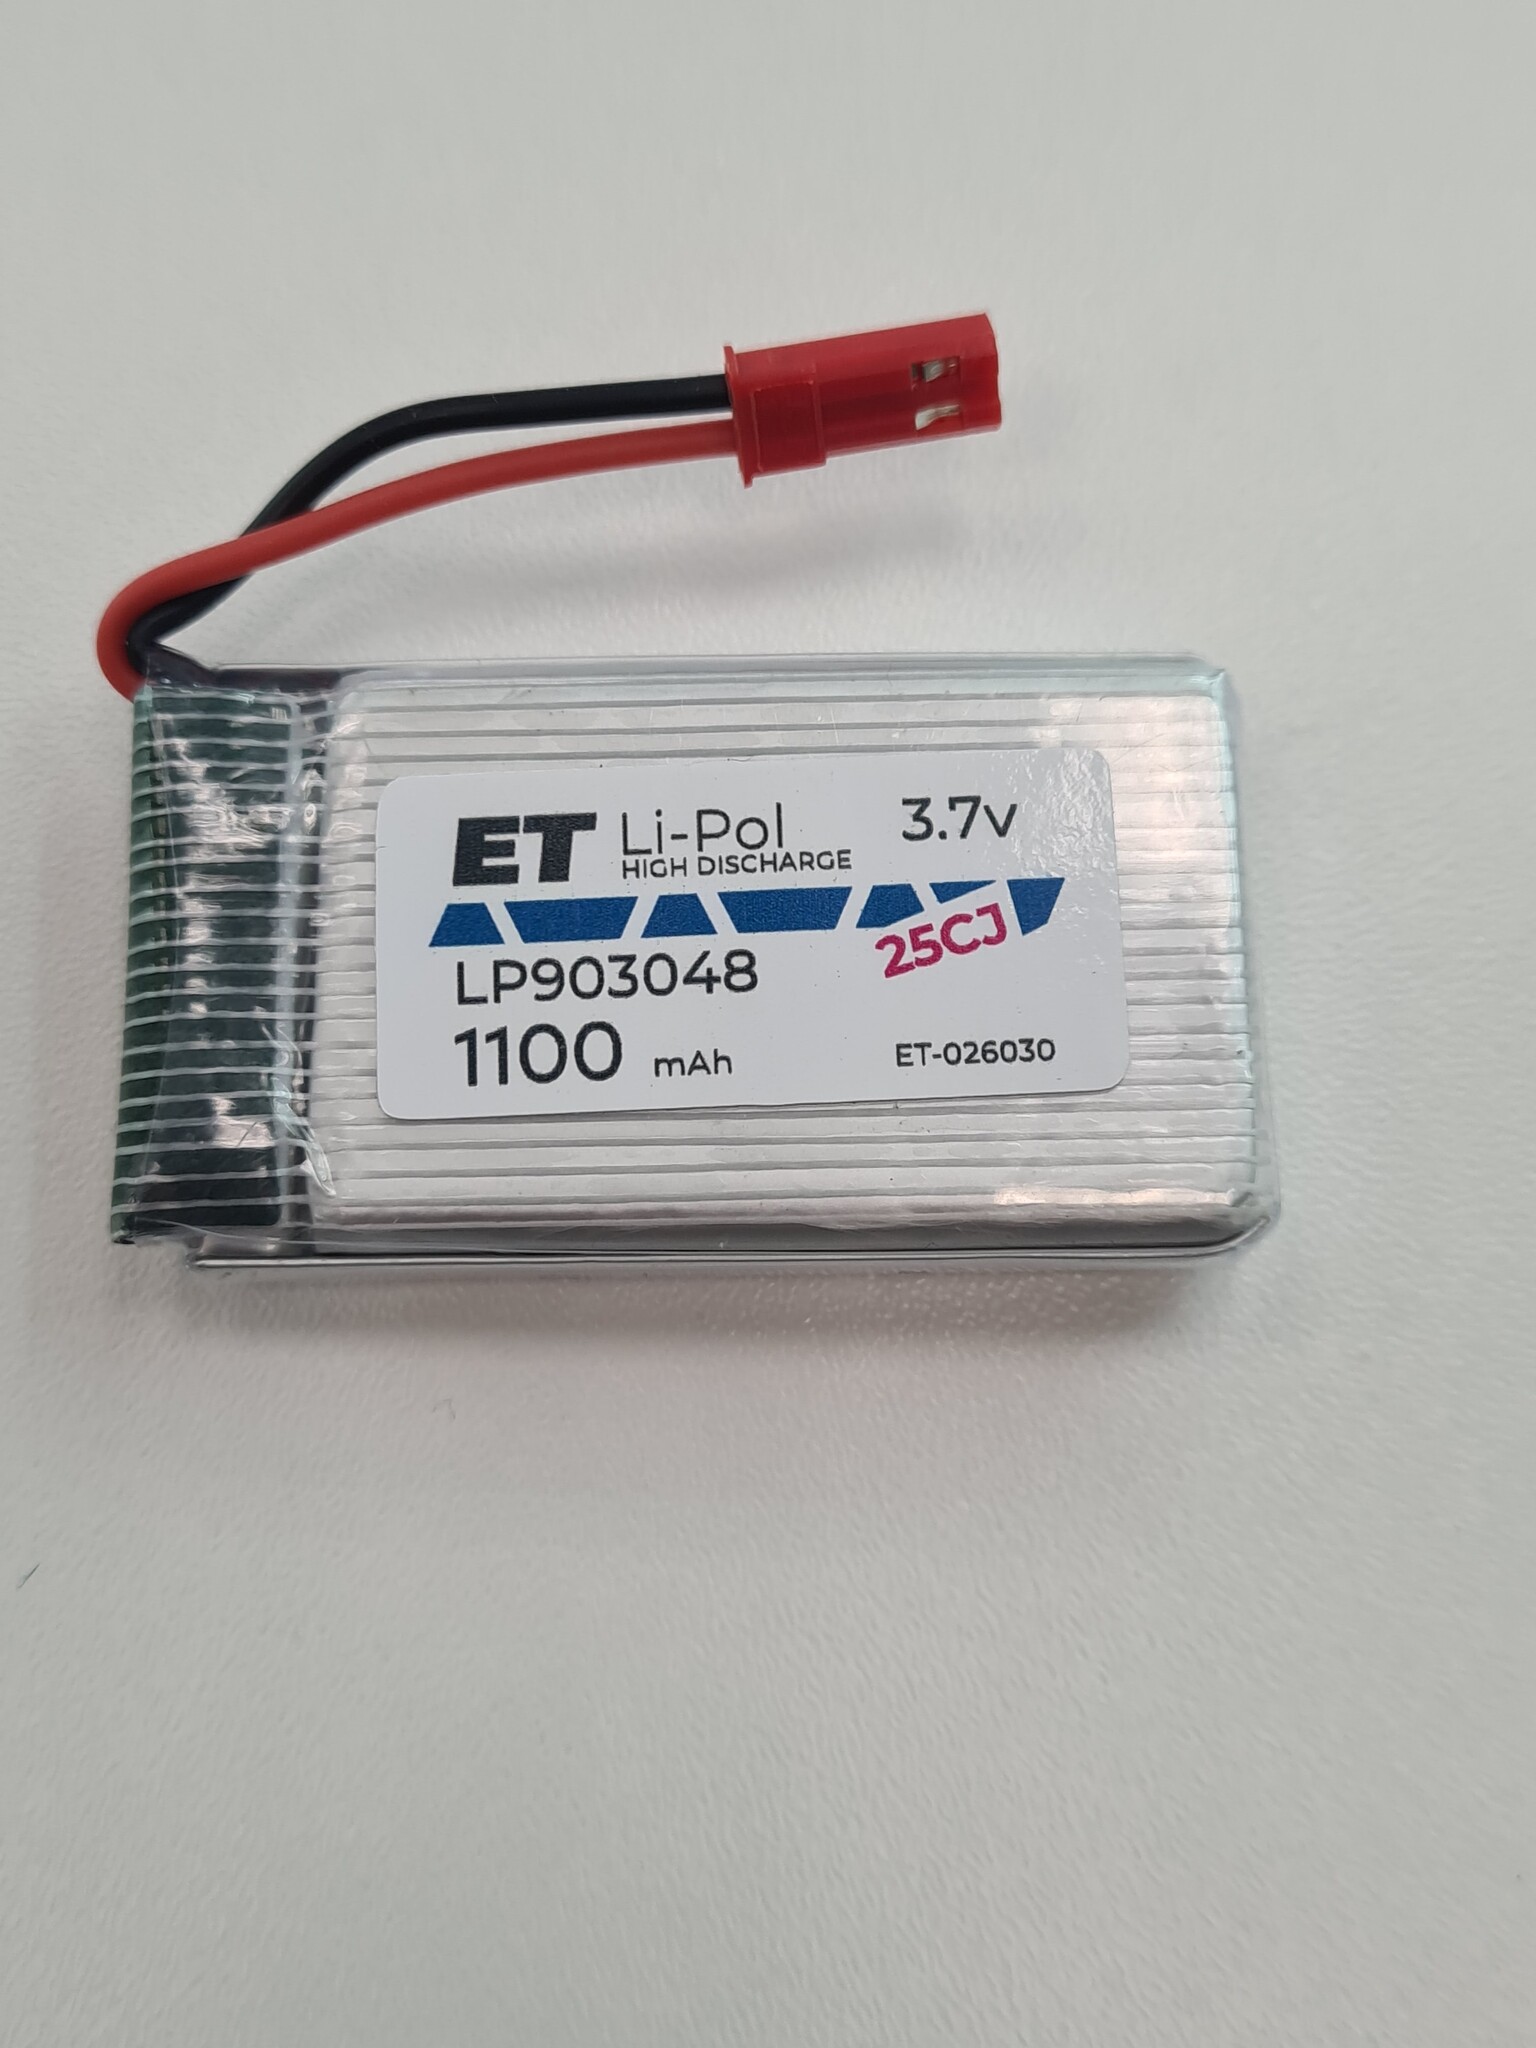 ET Li-Pol 3.7v
HIGH DISCHARGE
25CJ
LP903048
1100 mAh ET-026030